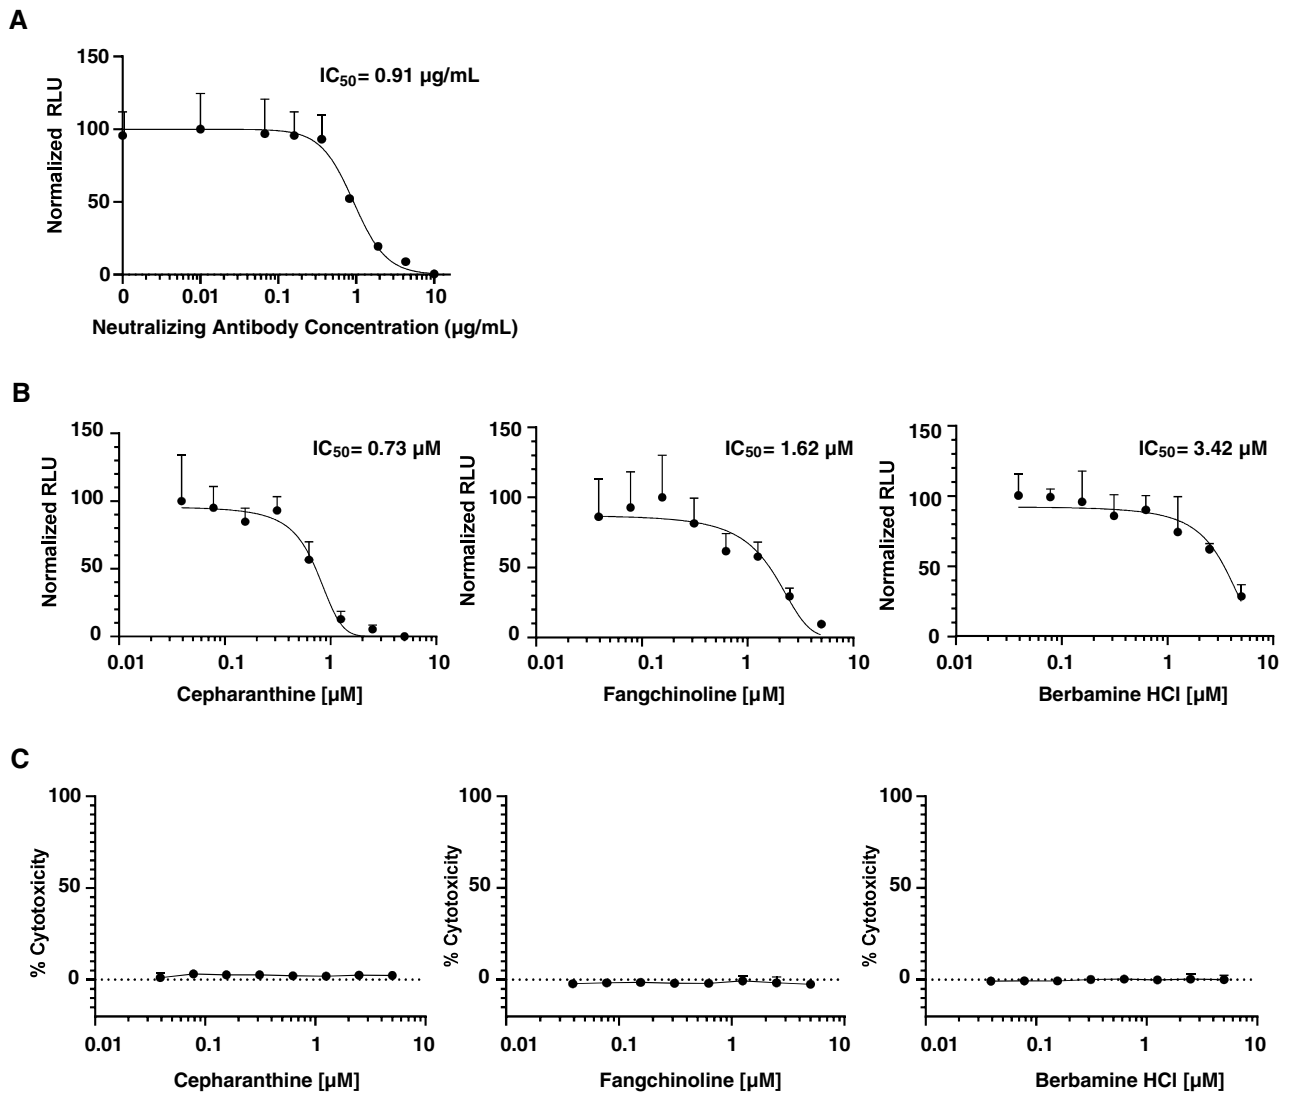 A
150
100
50
0
Normalized RLU
IC50= 0.91 µg/mL
0 0.01 0.1 1 10
Neutralizing Antibody Concentration (µg/mL)
B
150
100
50
0
Normalized RLU
IC50= 0.73 µM
0.01 0.1 1 10
Cepharanthine [µM]
150
100
50
0
Normalized RLU
IC50= 1.62 µM
0.01 0.1 1 10
Fangchinoline [µM]
150
100
50
0
Normalized RLU
IC50= 3.42 µM
0.01 0.1 1 10
Berbamine HCl [µM]
C
100
50
0
% Cytotoxicity
0.01 0.1 1 10
Cepharanthine [µM]
100
50
0
% Cytotoxicity
0.01 0.1 1 10
Fangchinoline [µM]
100
50
0
% Cytotoxicity
0.01 0.1 1 10
Berbamine HCl [µM]